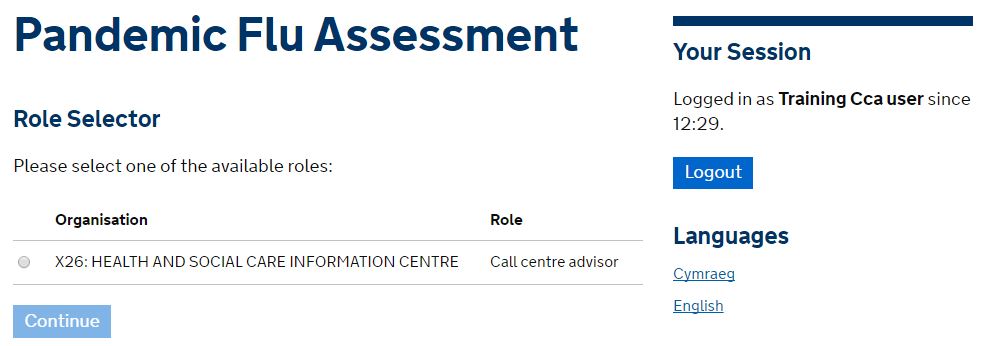 Pandemic Flu Assessment
Role Selector
Please select one of the available roles:
Organisation Role
X26: HEALTH AND SOCIAL CARE INFORMATION CENTRE Call centre advisor
Continue
Your Session
Logged in as Training Cca user since
12:29.
Logout
Languages
Cymraeg
English